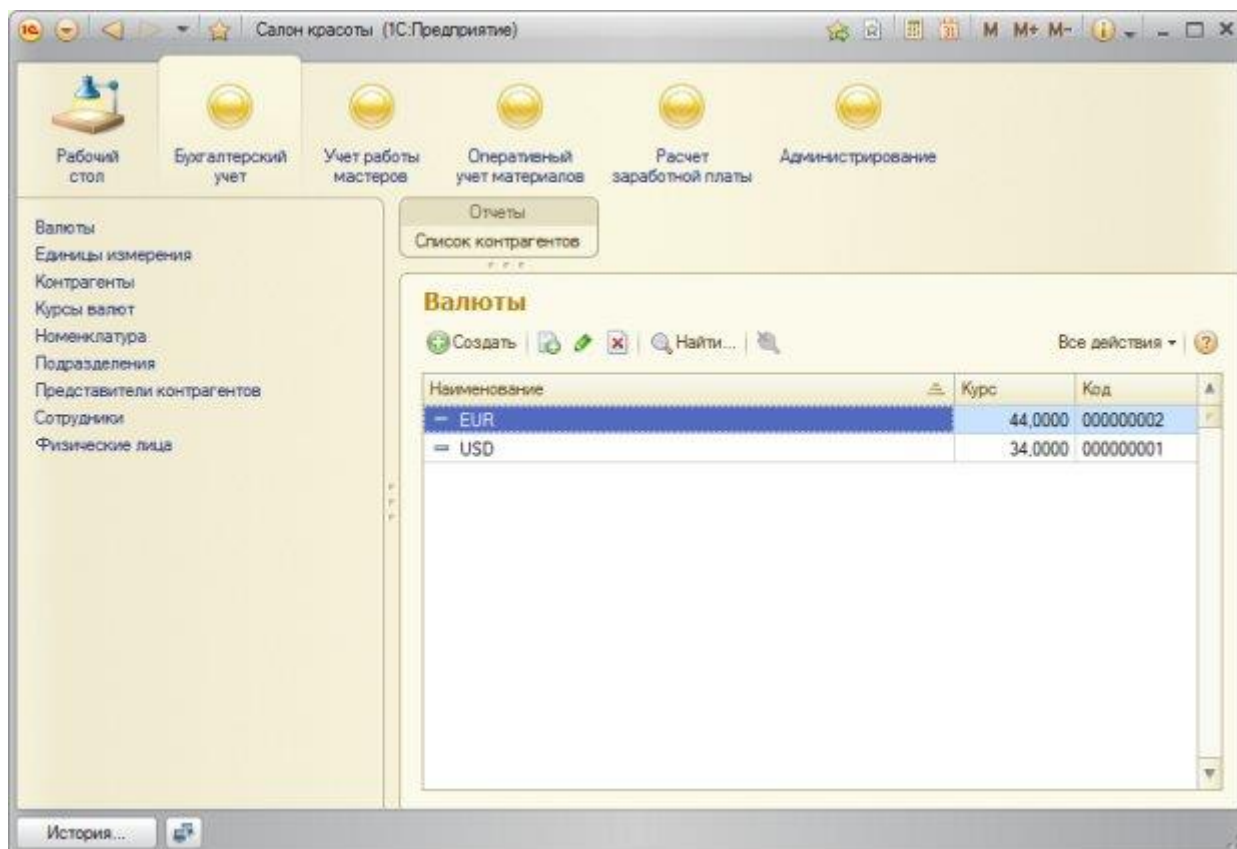 1С Салон красоты (1С:Предприятие) 31 M M+ M-
Рабочий стол
Бухгалтерский учет
Учет работы мастеров
Оперативный учет материалов
Расчет заработной платы
Администрирование
Валюты
Единицы измерения
Контрагенты
Курсы валют
Номенклатура
Подразделения
Представители контрагентов
Сотрудники
Физические лица
Отчеты
Список контрагентов
Валюты
Создать Найти... Все действия
Наименование Курс Код
EUR 44,0000 000000002
USD 34,0000 000000001
История...